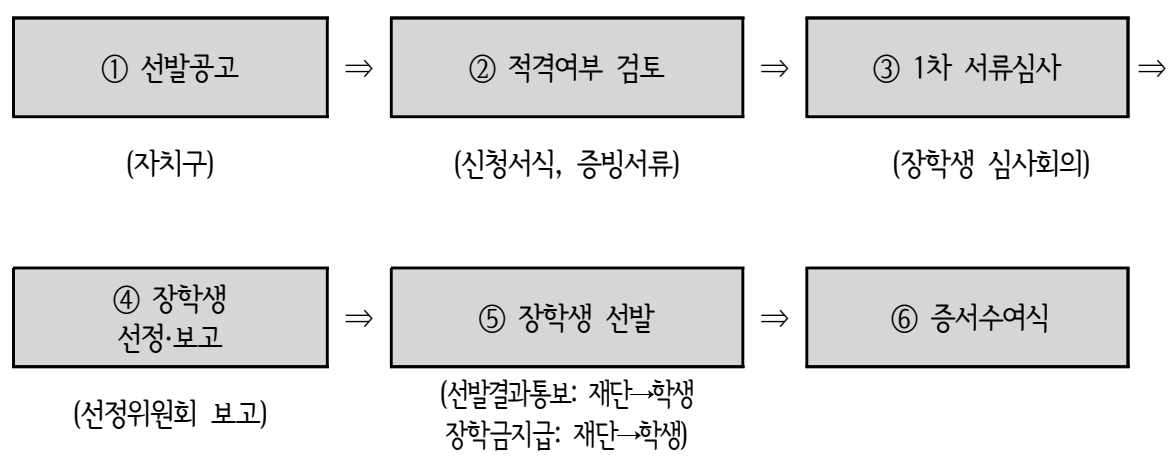 ① 선발공고 ⇒ ② 적격여부 검토 ⇒ ③ 1차 서류심사 ⇒
(자치구) (신청서식, 증빙서류) (장학생 심사회의)
④ 장학생
선정·보고 ⇒ ⑤ 장학생 선발 ⇒ ⑥ 증서수여식
(선정위원회 보고) (선발결과통보: 재단→학생
장학금지급: 재단→학생)